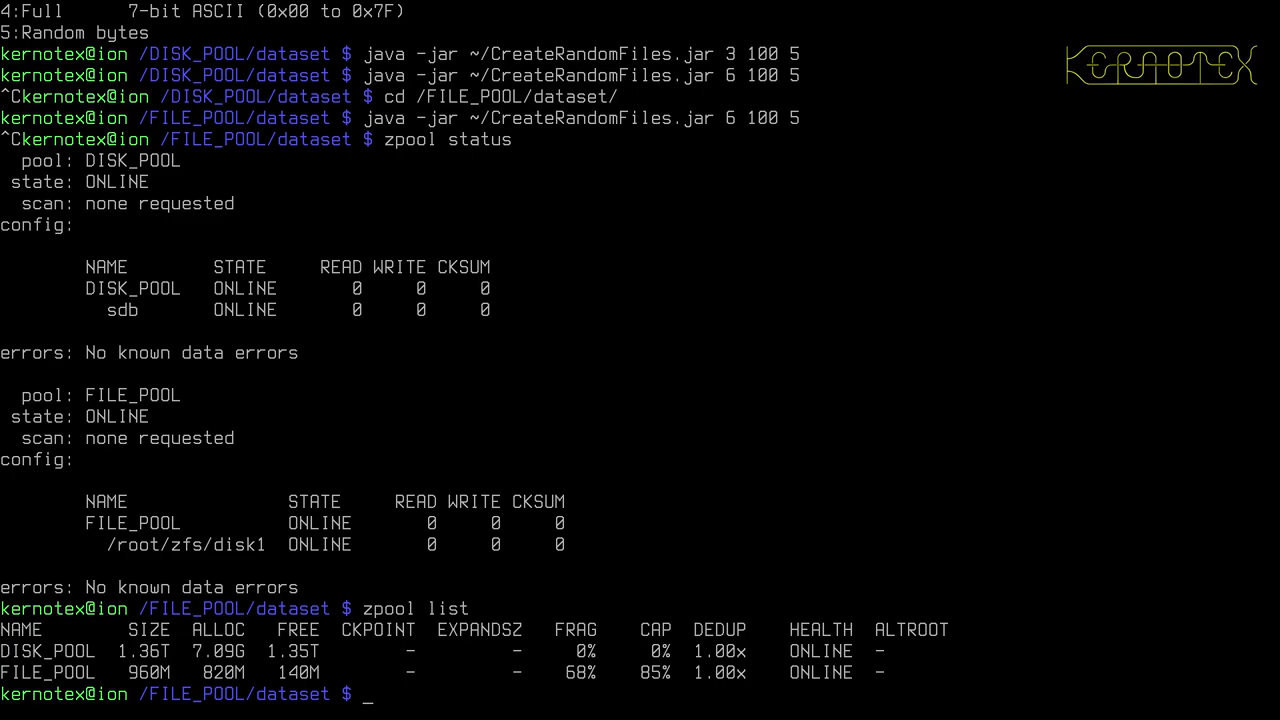 4:Full      7-bit ASCII (0x00 to 0x7F)
5:Random bytes
kernotex@ion /DISK_POOL/dataset $ java -jar ~/CreateRandomFiles.jar 3 100 5
kernotex@ion /DISK_POOL/dataset $ java -jar ~/CreateRandomFiles.jar 6 100 5
^Ckernotex@ion /DISK_POOL/dataset $ cd /FILE_POOL/dataset/
kernotex@ion /FILE_POOL/dataset $ java -jar ~/CreateRandomFiles.jar 6 100 5
^Ckernotex@ion /FILE_POOL/dataset $ zpool status
  pool: DISK_POOL
 state: ONLINE
  scan: none requested
config:
        NAME        STATE     READ WRITE CKSUM
        DISK_POOL   ONLINE       0     0     0
          sdb       ONLINE       0     0     0
errors: No known data errors
  pool: FILE_POOL
 state: ONLINE
  scan: none requested
config:
        NAME               STATE     READ WRITE CKSUM
        FILE_POOL          ONLINE       0     0     0
          /root/zfs/disk1  ONLINE       0     0     0
errors: No known data errors
kernotex@ion /FILE_POOL/dataset $ zpool list
NAME        SIZE  ALLOC   FREE  CKPOINT  EXPANDSZ   FRAG    CAP  DEDUP    HEALTH  ALTROOT
DISK_POOL  1.36T  7.09G  1.35T        -         -     0%     0%  1.00x    ONLINE  -
FILE_POOL   960M   820M   140M        -         -    68%    85%  1.00x    ONLINE  -
kernotex@ion /FILE_POOL/dataset $ _
KERNOTEX